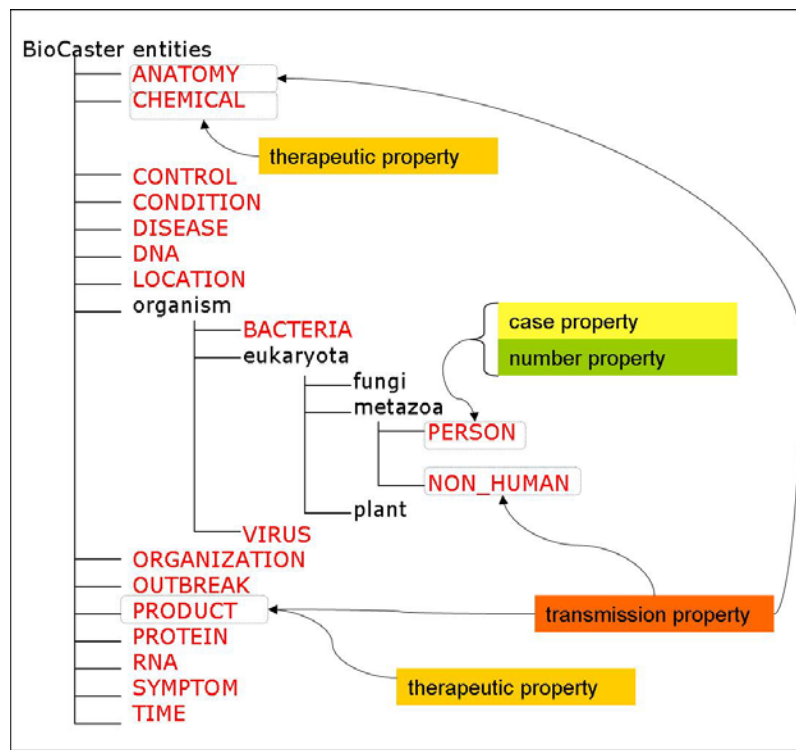 BioCaster entities
ANATOMY
CHEMICAL
therapeutic property
CONTROL
CONDITION
DISEASE
DNA
LOCATION
organism
case property
BACTERIA
eukaryota
number property
fungi
metazoa
PERSON
NON_HUMAN
plant
VIRUS
ORGANIZATION
OUTBREAK
PRODUCT
transmission property
PROTEIN
RNA
therapeutic property
SYMPTOM
TIME